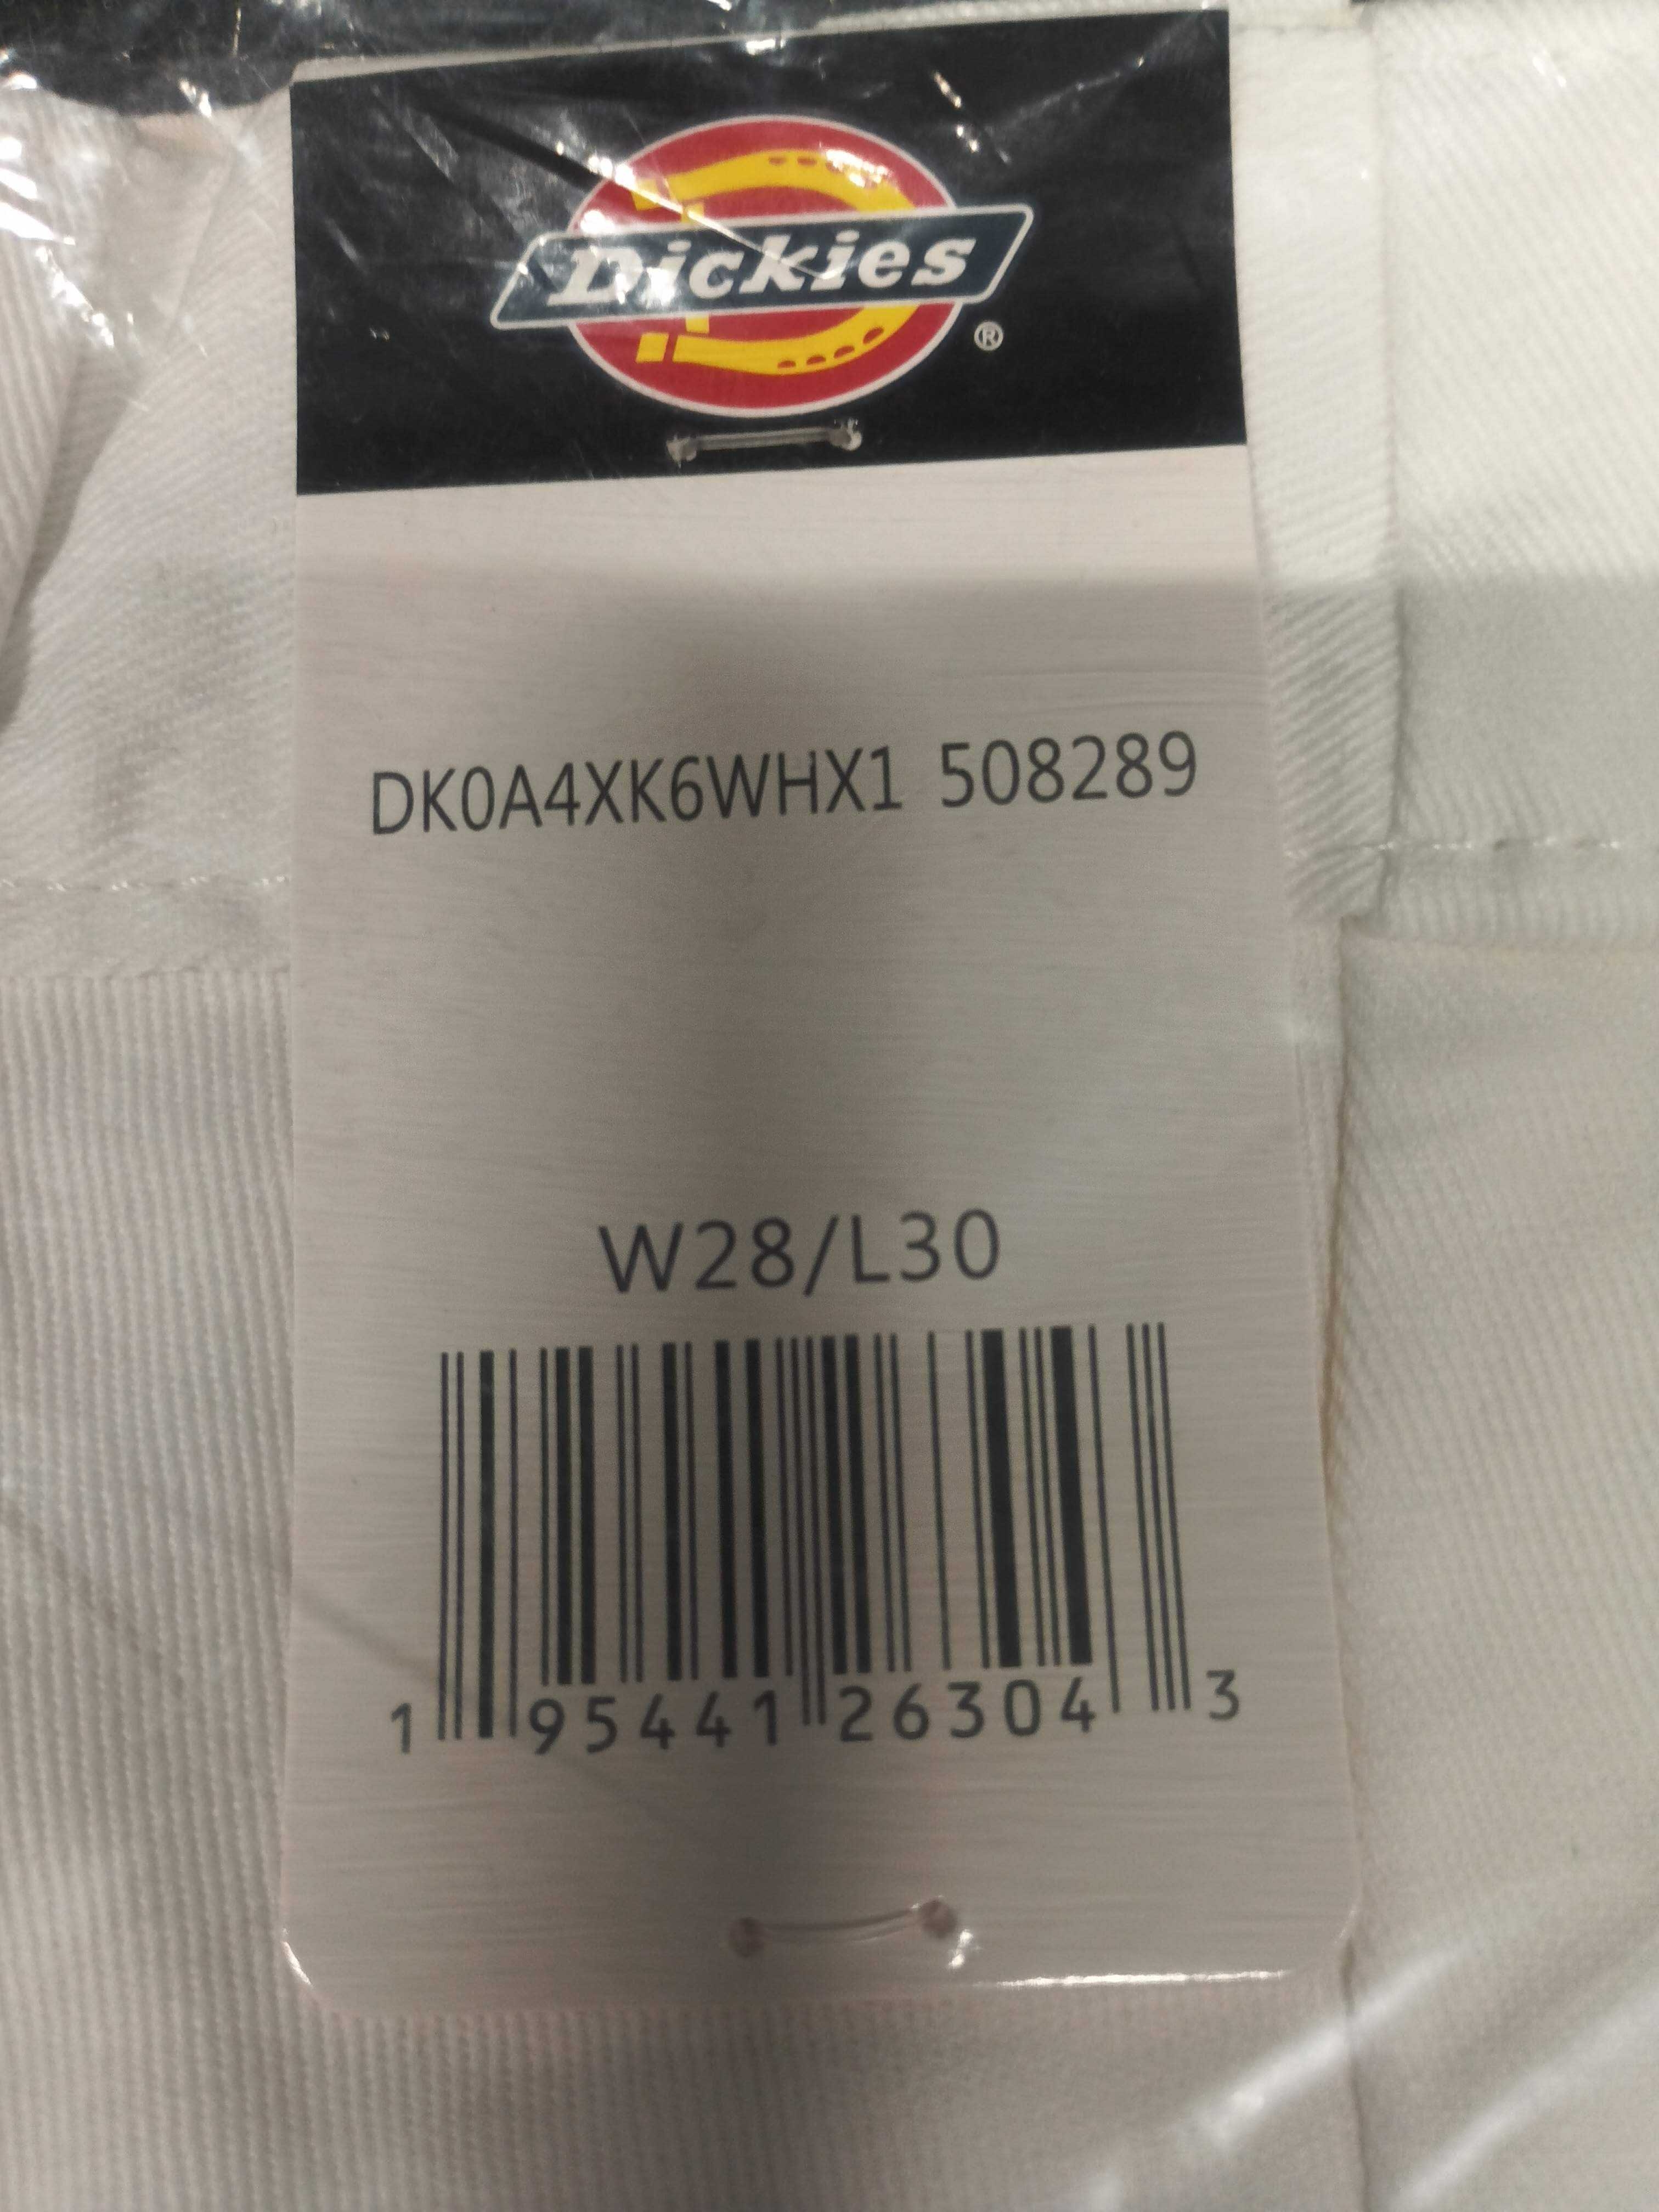 Dickies
®
DK0A4XK6WHX1 508289
W28/L30
1 95441 26304 3